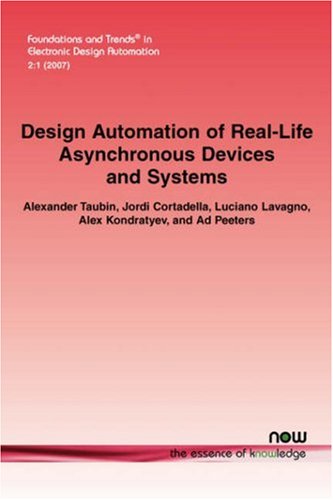 Foundations and Trends® in
Electronic Design Automation
2:1 (2007)
Design Automation of Real-Life
Asynchronous Devices
and Systems
Alexander Taubin, Jordi Cortadella, Luciano Lavagno,
Alex Kondratyev, and Ad Peeters
now
the essence of knowledge